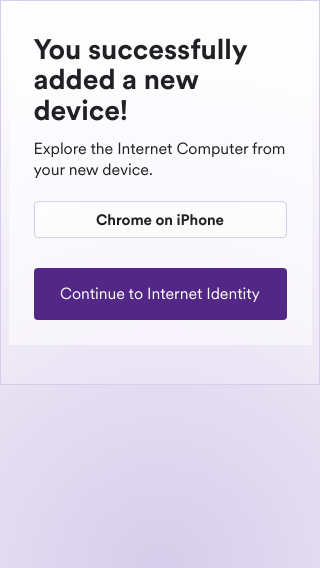 You successfully
added a new
device!
Explore the Internet Computer from
your new device.
Chrome on iPhone
Continue to Internet Identity